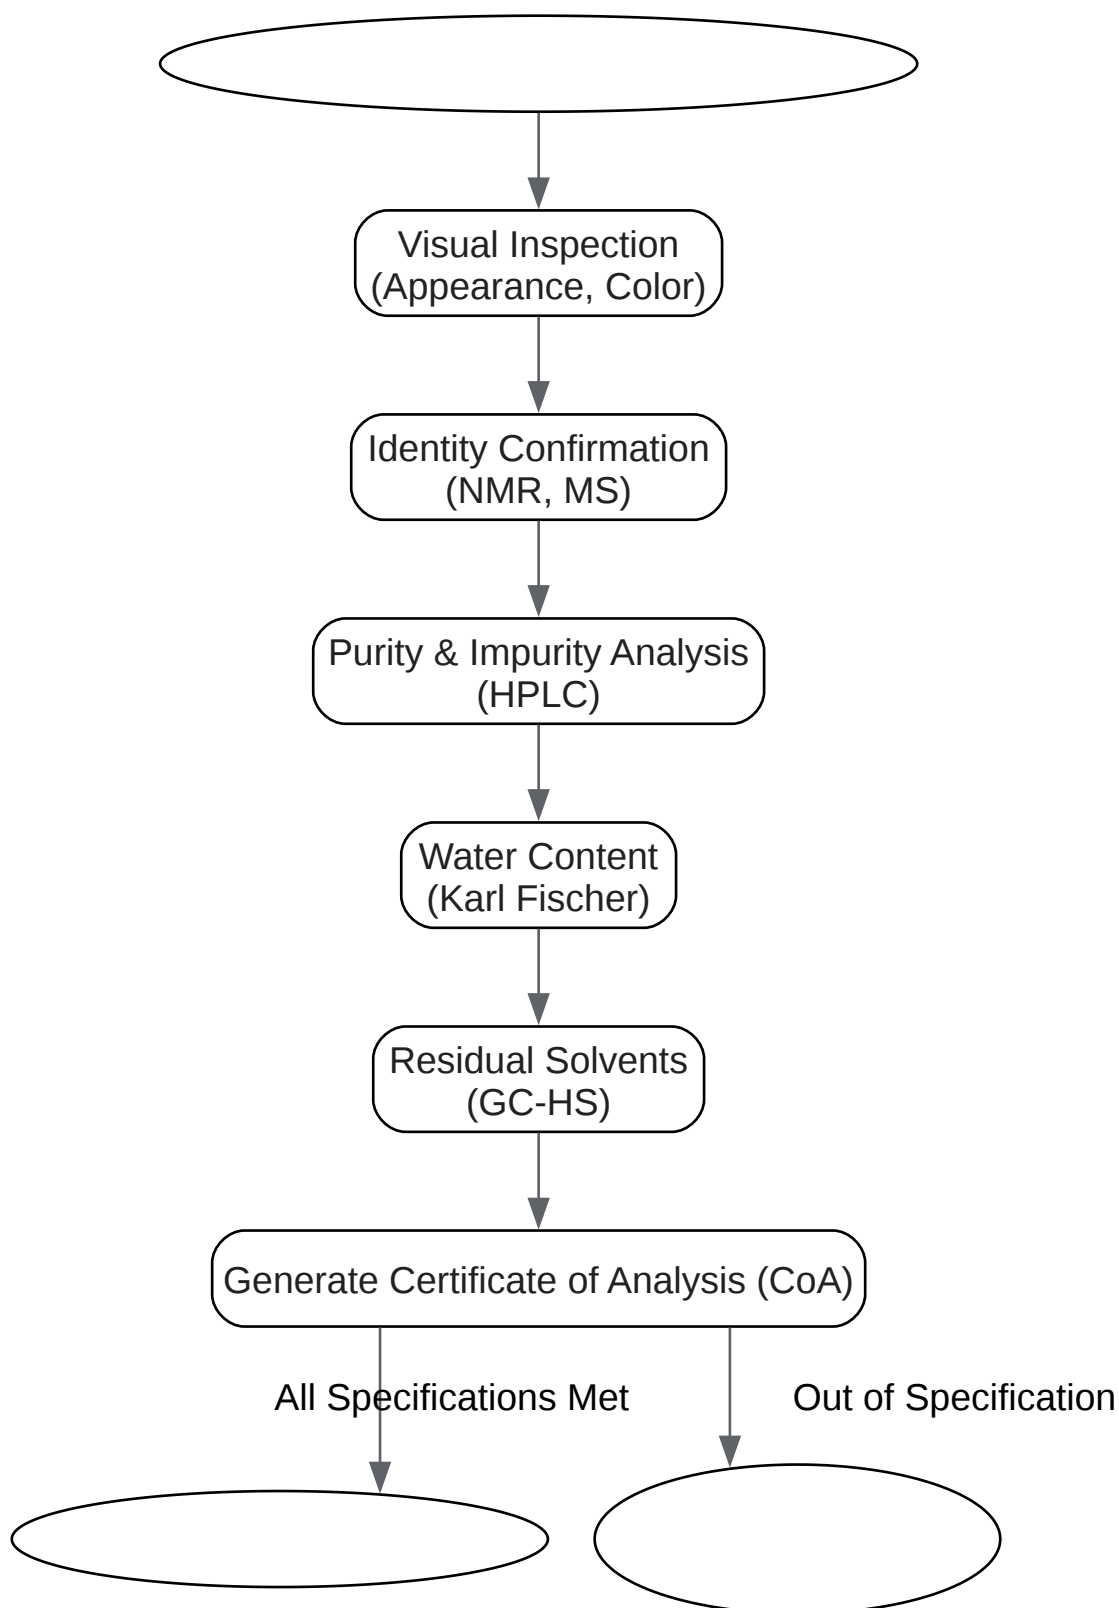 Visual Inspection
(Appearance, Color)
Identity Confirmation
(NMR, MS)
Purity & Impurity Analysis
(HPLC)
Water Content
(Karl Fischer)
Residual Solvents
(GC-HS)
Generate Certificate of Analysis (CoA)
All Specifications Met
Out of Specification